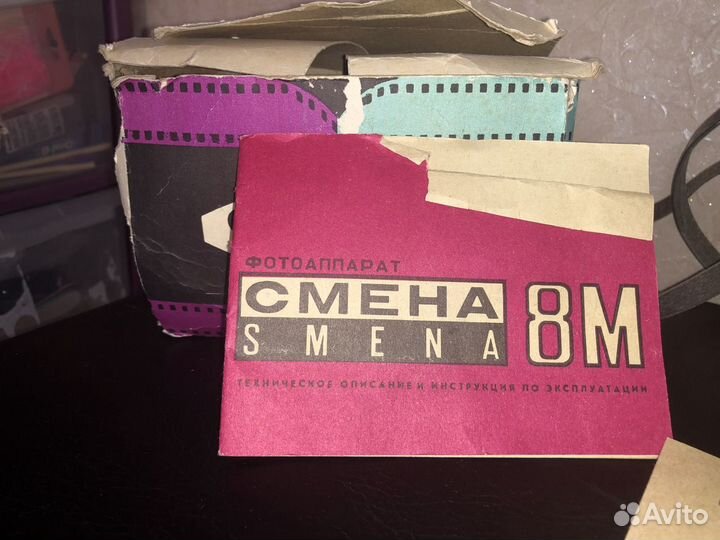 ФОТОАППАРАТ
СМЕНА
SMENA
8М
ТЕХНИЧЕСКОЕ ОПИСАНИЕ И ИНСТРУКЦИЯ ПО ЭКСПЛУАТАЦИИ
Avito